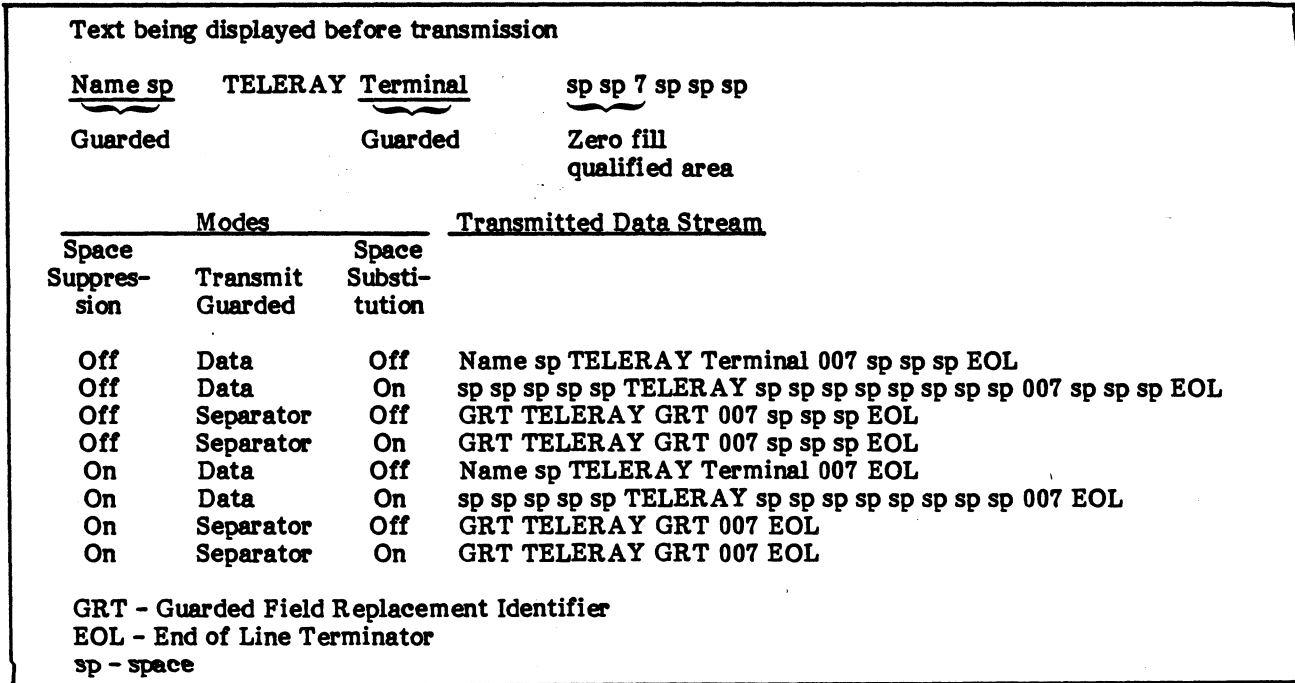 Text being displayed before transmission
Name sp TELERAY Terminal sp sp 7 sp sp sp
Guarded Guarded Zero fill
qualified area
Modes Transmitted Data Stream
Space Space
Suppres- Transmit Substi-
sion Guarded tution
Off Data Off Name sp TELERAY Terminal 007 sp sp sp EOL
Off Data On sp sp sp sp sp TELERAY sp sp sp sp sp sp sp sp 007 sp sp sp EOL
Off Separator Off GRT TELERAY GRT 007 sp sp sp EOL
Off Separator On GRT TELERAY GRT 007 sp sp sp EOL
On Data Off Name sp TELERAY Terminal 007 EOL
On Data On sp sp sp sp sp TELERAY sp sp sp sp sp sp sp sp 007 EOL
On Separator Off GRT TELERAY GRT 007 EOL
On Separator On GRT TELERAY GRT 007 EOL
GRT - Guarded Field Replacement Identifier
EOL - End of Line Terminator
sp - space